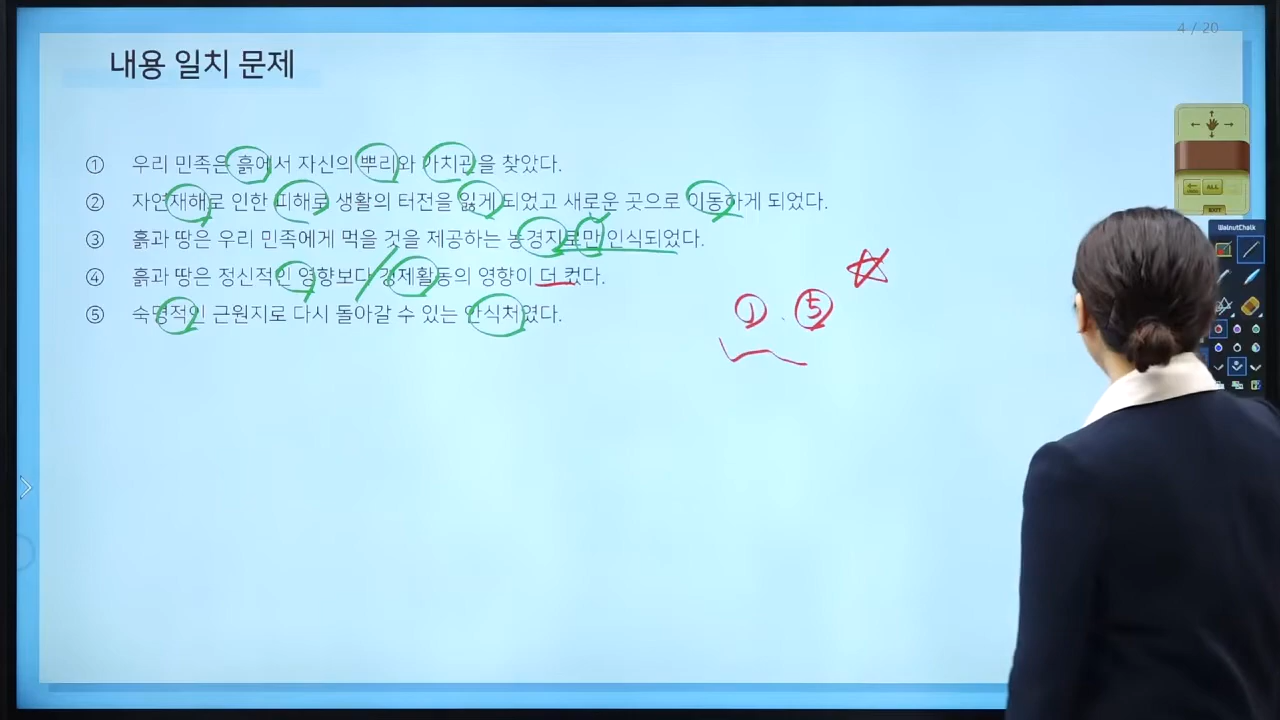 4 / 20
내용 일치 문제
① 우리 민족은 흙에서 자신의 뿌리와 가치관을 찾았다.
② 자연재해로 인한 피해로 생활의 터전을 잃게 되었고 새로운 곳으로 이동하게 되었다.
③ 흙과 땅은 우리 민족에게 먹을 것을 제공하는 농경지로만 인식되었다.
④ 흙과 땅은 정신적인 영향보다 경제활동의 영향이 더 컸다.
⑤ 숙명적인 근원지로 다시 돌아갈 수 있는 안식처였다.
① . ⑤
ALL
EXIT
WalnutChalk